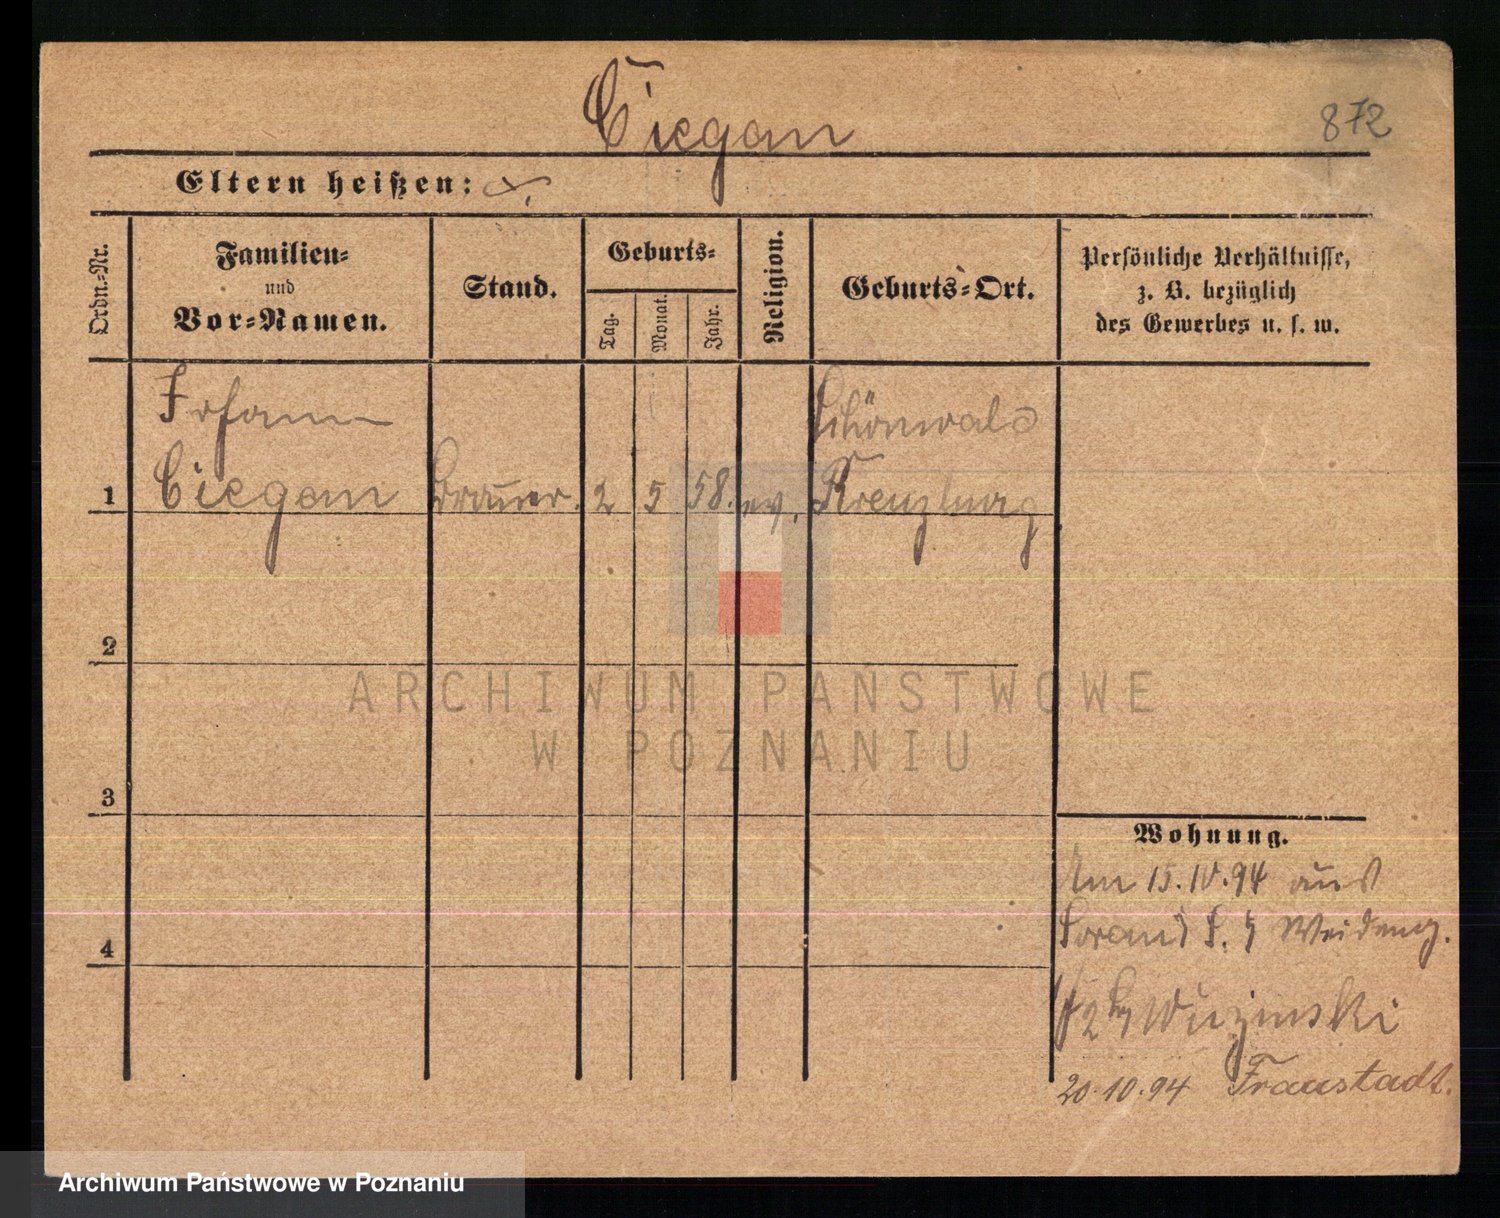 Ciegan
872
Eltern heißen:
Ordn.-Nr.
Familien-
und
Vor-Namen.
Stand.
Geburts-
Tag.
Monat.
Jahr.
Religion.
Geburts-Ort.
Persönliche Verhältnisse,
z. B. bezüglich
des Gewerbes u. s. w.
Johann
Schönwald
1 Ciegan Brauer. 2 5 58. ev. Kreuzburg
2
3
4
Wohnung.
Am 15.10.94 aus
20.10.94 Fraustadt.
ARCHIWUM PAŃSTWOWE
W POZNANIU
Archiwum Państwowe w Poznaniu